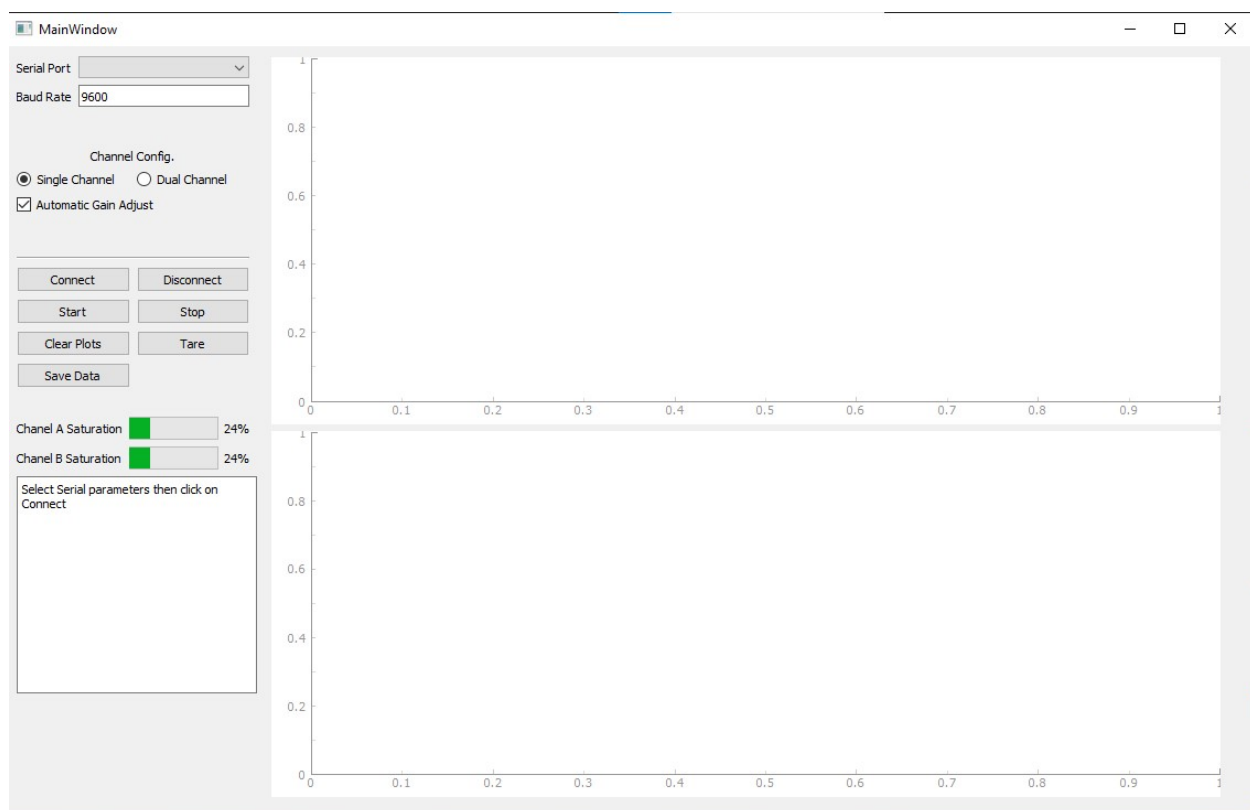 MainWindow
Serial Port
Baud Rate 9600
Channel Config.
Single Channel Dual Channel
Automatic Gain Adjust
Connect Disconnect
Start Stop
Clear Plots Tare
Save Data
Chanel A Saturation 24%
Chanel B Saturation 24%
Select Serial parameters then click on
Connect
1
0.8
0.6
0.4
0.2
0
0 0.1 0.2 0.3 0.4 0.5 0.6 0.7 0.8 0.9 1
1
0.8
0.6
0.4
0.2
0
0 0.1 0.2 0.3 0.4 0.5 0.6 0.7 0.8 0.9 1